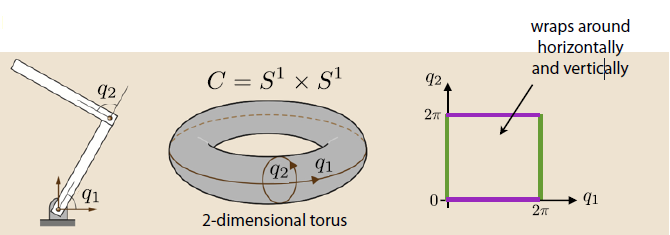 wraps around
horizontally
and vertically
C = S¹ × S¹
q₂
q₁
q₂
q₁
2-dimensional torus
q₂
2π
0
2π
q₁